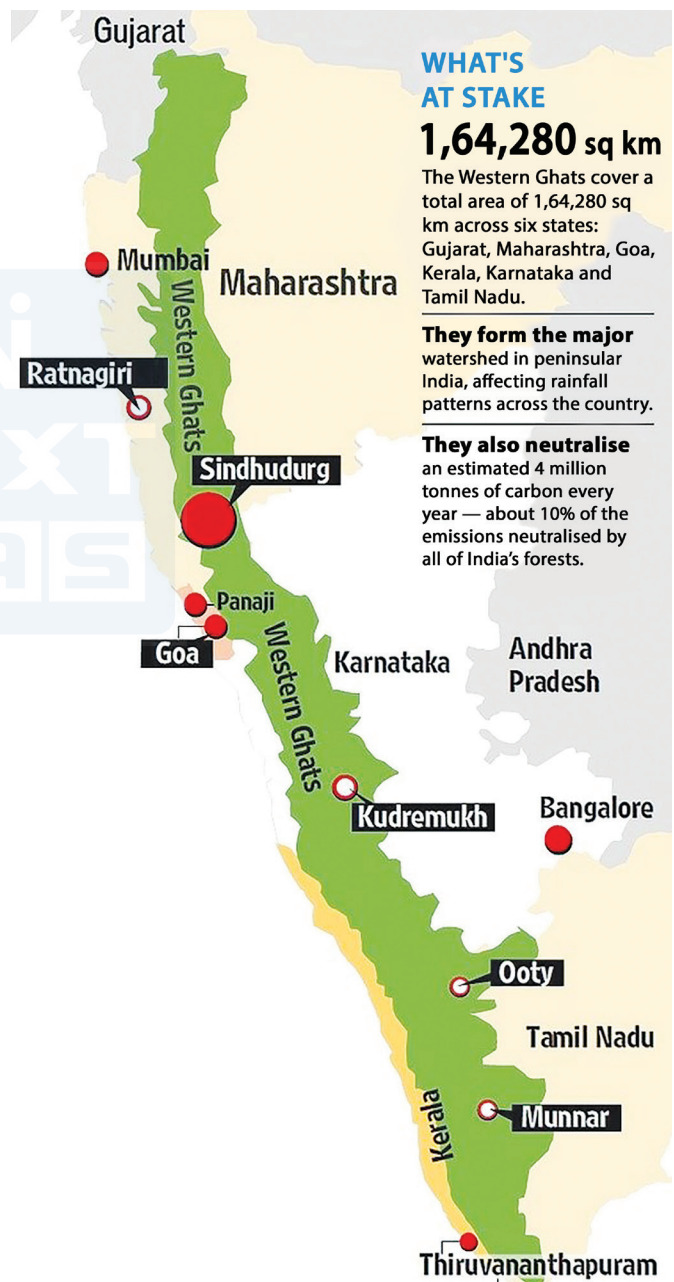 Gujarat
WHAT'S
AT STAKE
1,64,280 sq km
The Western Ghats cover a
total area of 1,64,280 sq
km across six states:
Gujarat, Maharashtra, Goa,
Kerala, Karnataka and
Tamil Nadu.
They form the major
watershed in peninsular
India, affecting rainfall
patterns across the country.
They also neutralise
an estimated 4 million
tonnes of carbon every
year — about 10% of the
emissions neutralised by
all of India's forests.
Mumbai
Maharashtra
Western Ghats
Ratnagiri
Sindhudurg
Panaji
Goa
Western Ghats
Karnataka
Andhra
Pradesh
Kudremukh
Bangalore
Ooty
Tamil Nadu
Munnar
Kerala
Thiruvananthapuram